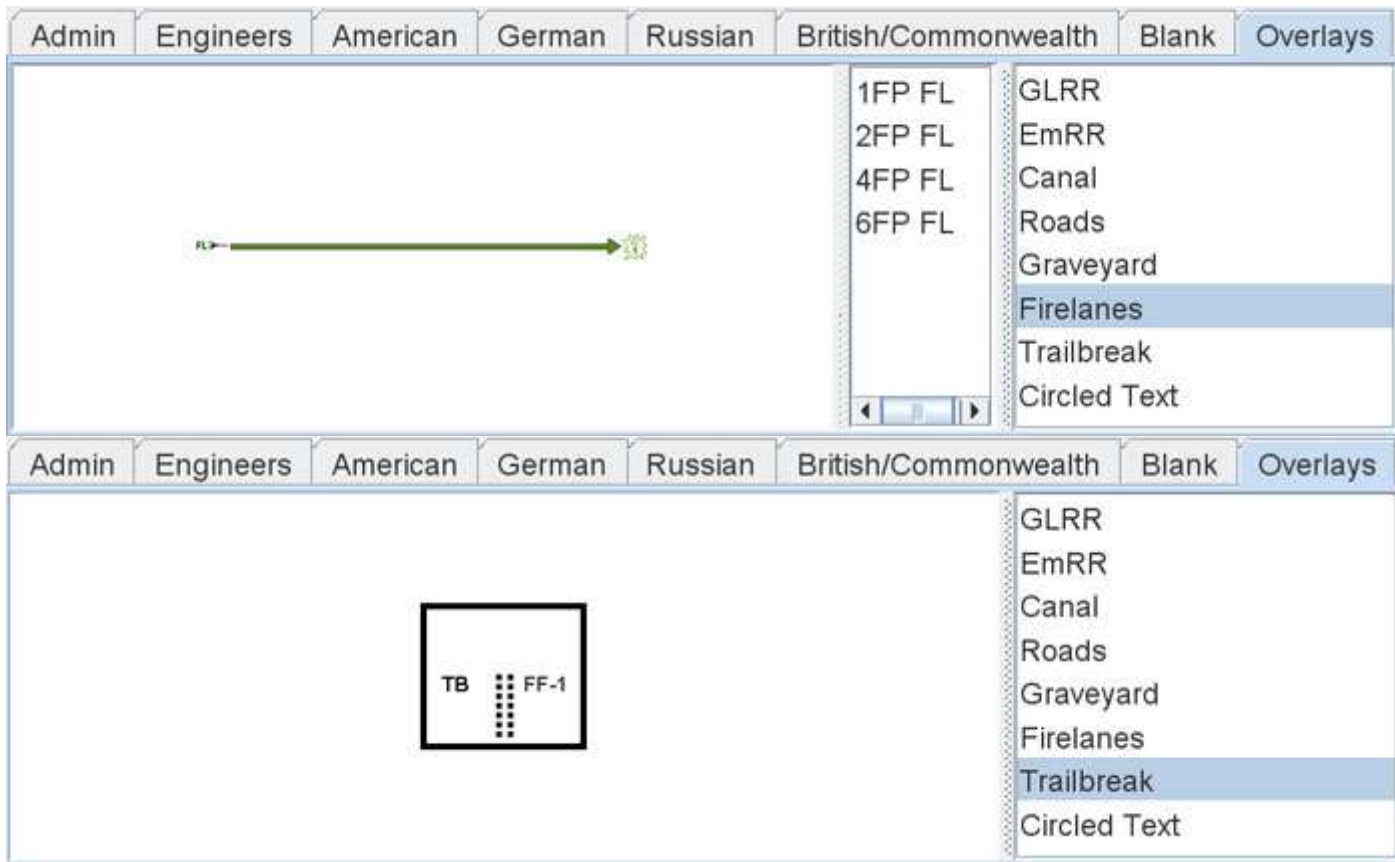 Admin Engineers American German Russian British/Commonwealth Blank Overlays
1FP FL
2FP FL
4FP FL
6FP FL
GLRR
EmRR
Canal
Roads
Graveyard
Firelanes
Trailbreak
Circled Text
FL
Admin Engineers American German Russian British/Commonwealth Blank Overlays
TB FF-1
GLRR
EmRR
Canal
Roads
Graveyard
Firelanes
Trailbreak
Circled Text